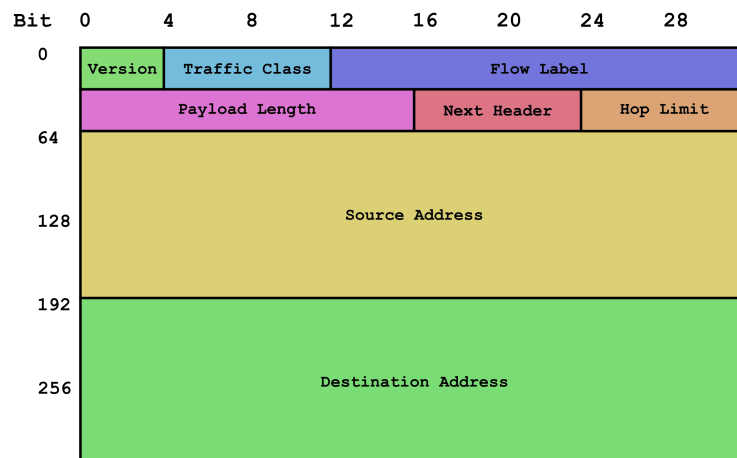 Bit 0 4 8 12 16 20 24 28
0 Version Traffic Class Flow Label
Payload Length Next Header Hop Limit
64
Source Address
128
192
Destination Address
256